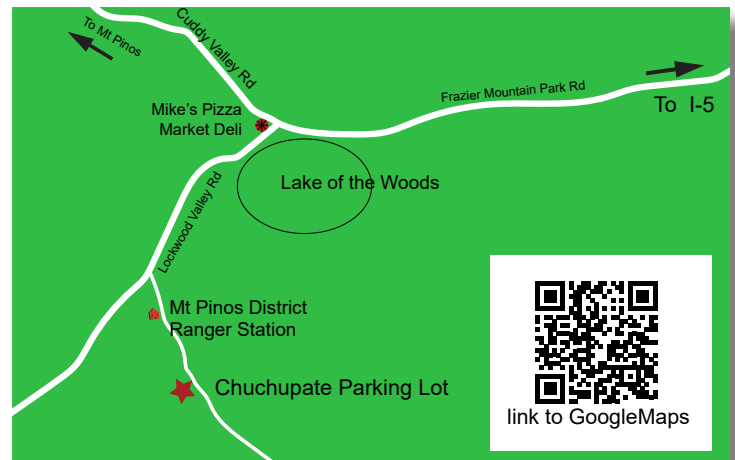 To Mt Pinos
Cuddy Valley Rd
Frazier Mountain Park Rd
To I-5
Mike's Pizza
Market Deli
Lake of the Woods
Lockwood Valley Rd
Mt Pinos District
Ranger Station
Chuchupate Parking Lot
link to GoogleMaps